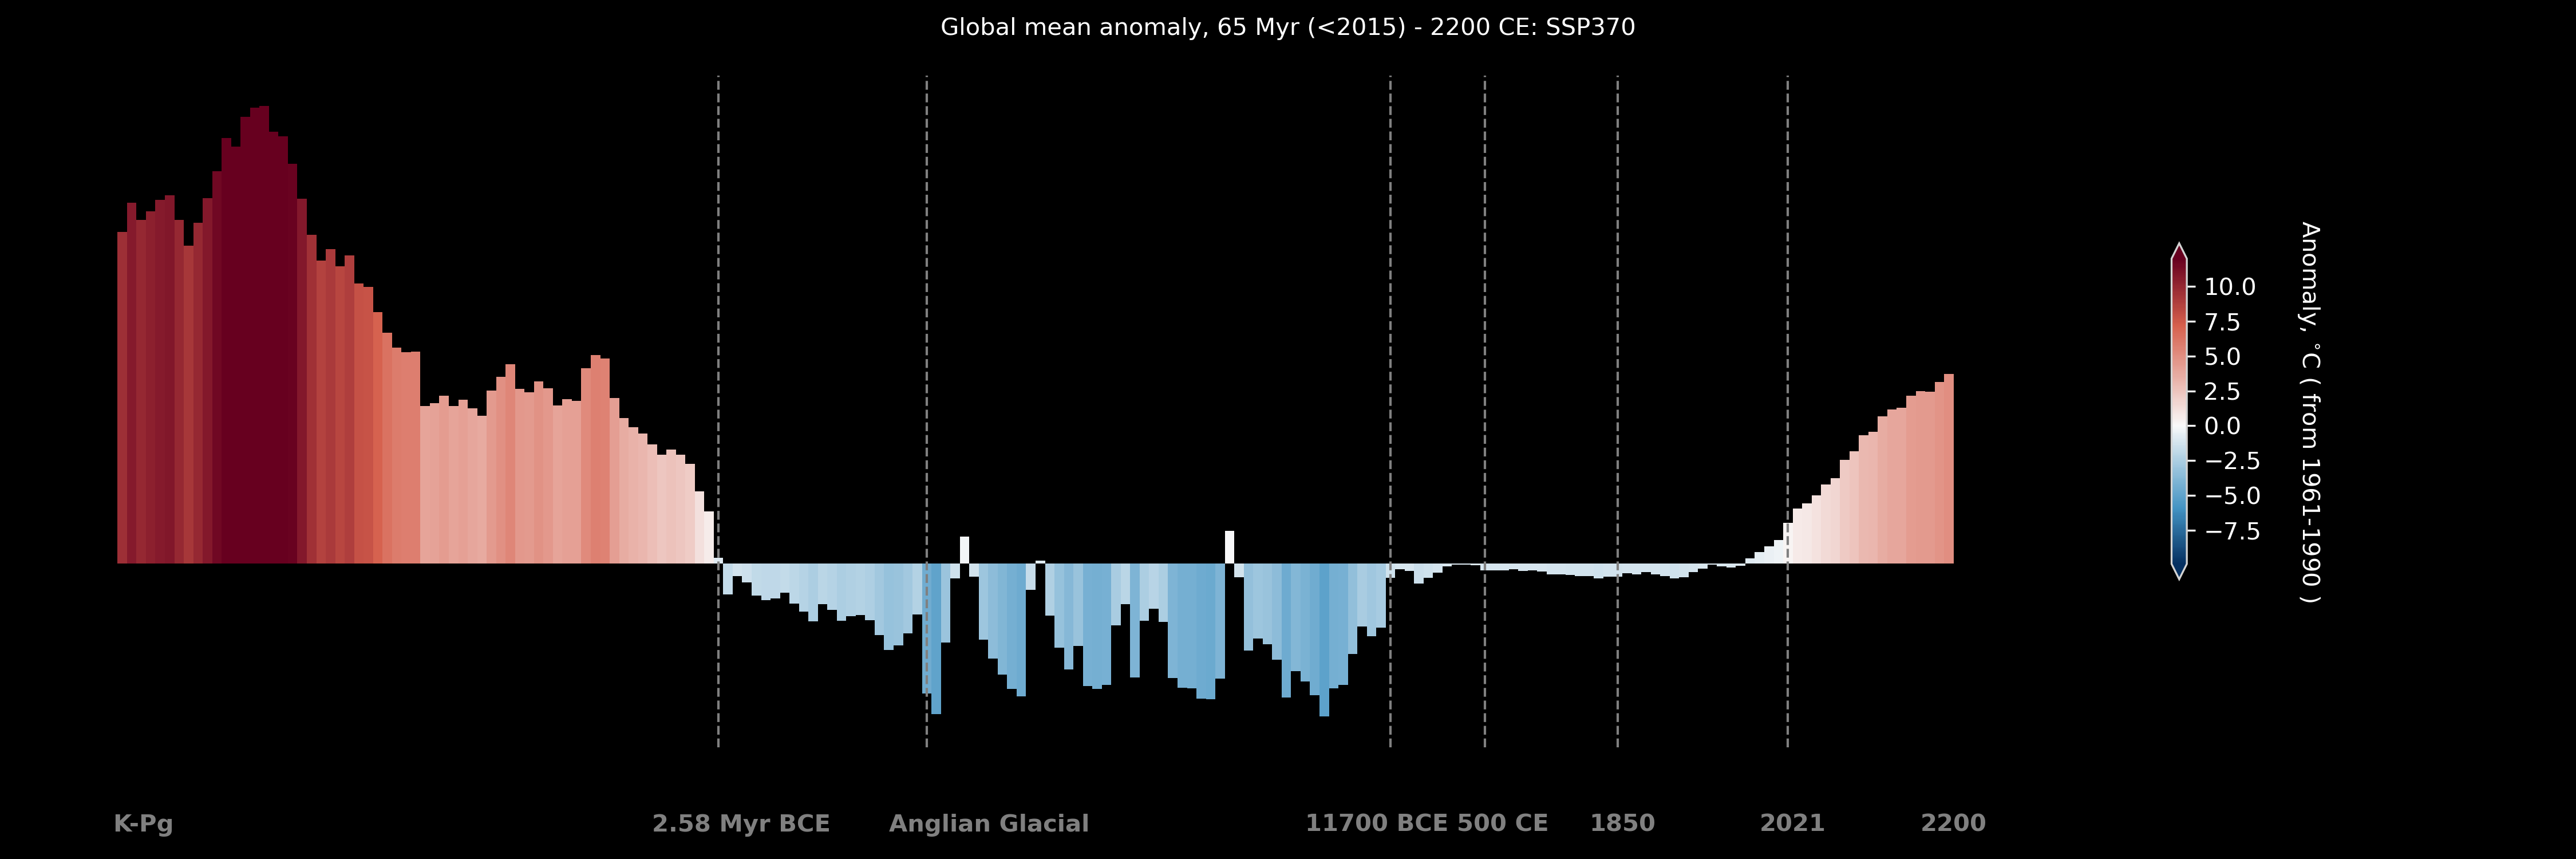 Global mean anomaly, 65 Myr (<2015) - 2200 CE: SSP370
10.0
7.5
5.0
2.5
0.0
−2.5
−5.0
−7.5
Anomaly, °C ( from 1961-1990 )
K-Pg
2.58 Myr BCE
Anglian Glacial
11700 BCE
500 CE
1850
2021
2200